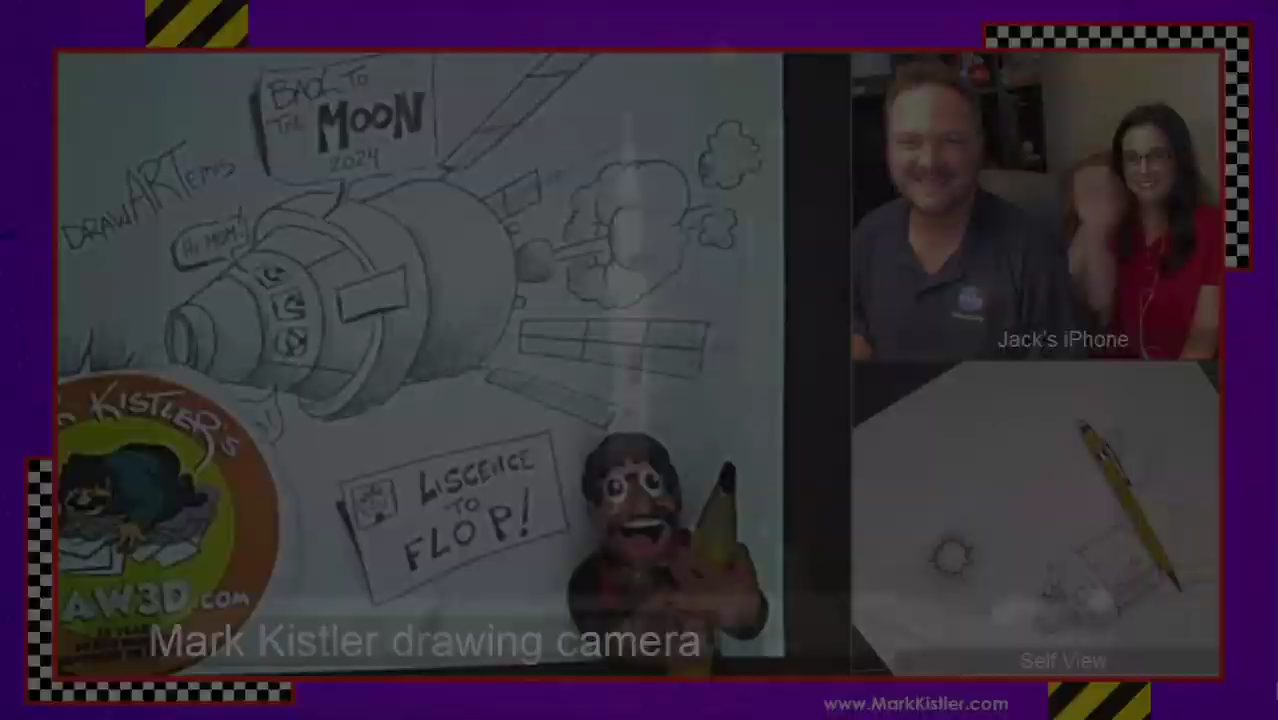 BACK TO
THE MOON
2024
DRAWARTEMIS
HI MOM!
Jack's iPhone
KISTLER'S
LISCENCE
TO
FLOP!
AW3D.COM
YEAR
Mark Kistler drawing camera
Self View
www.MarkKistler.com